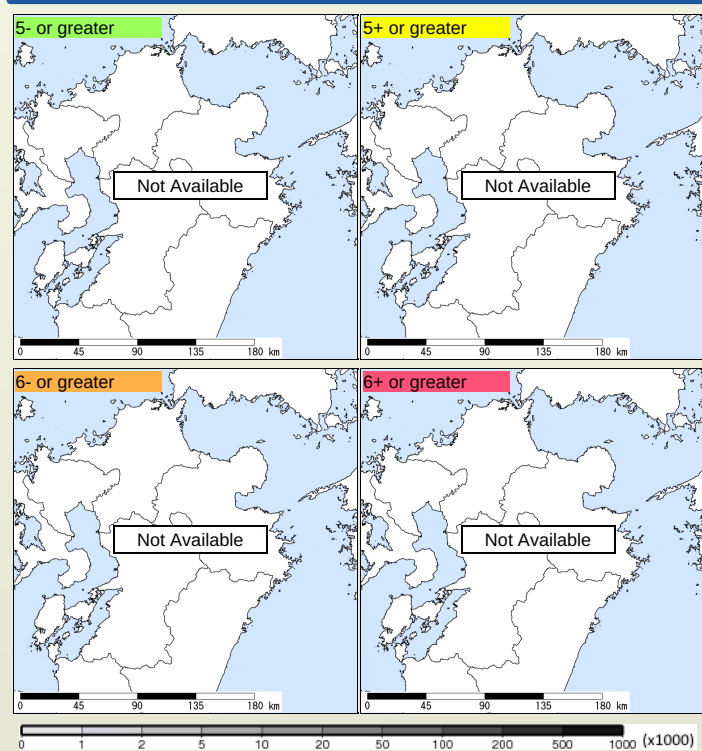 5- or greater
5+ or greater
Not Available
Not Available
0 45 90 135 180 km
0 45 90 135 180 km
6- or greater
6+ or greater
Not Available
Not Available
0 45 90 135 180 km
0 45 90 135 180 km
0 1 2 5 10 20 50 100 200 500 1000 (x1000)